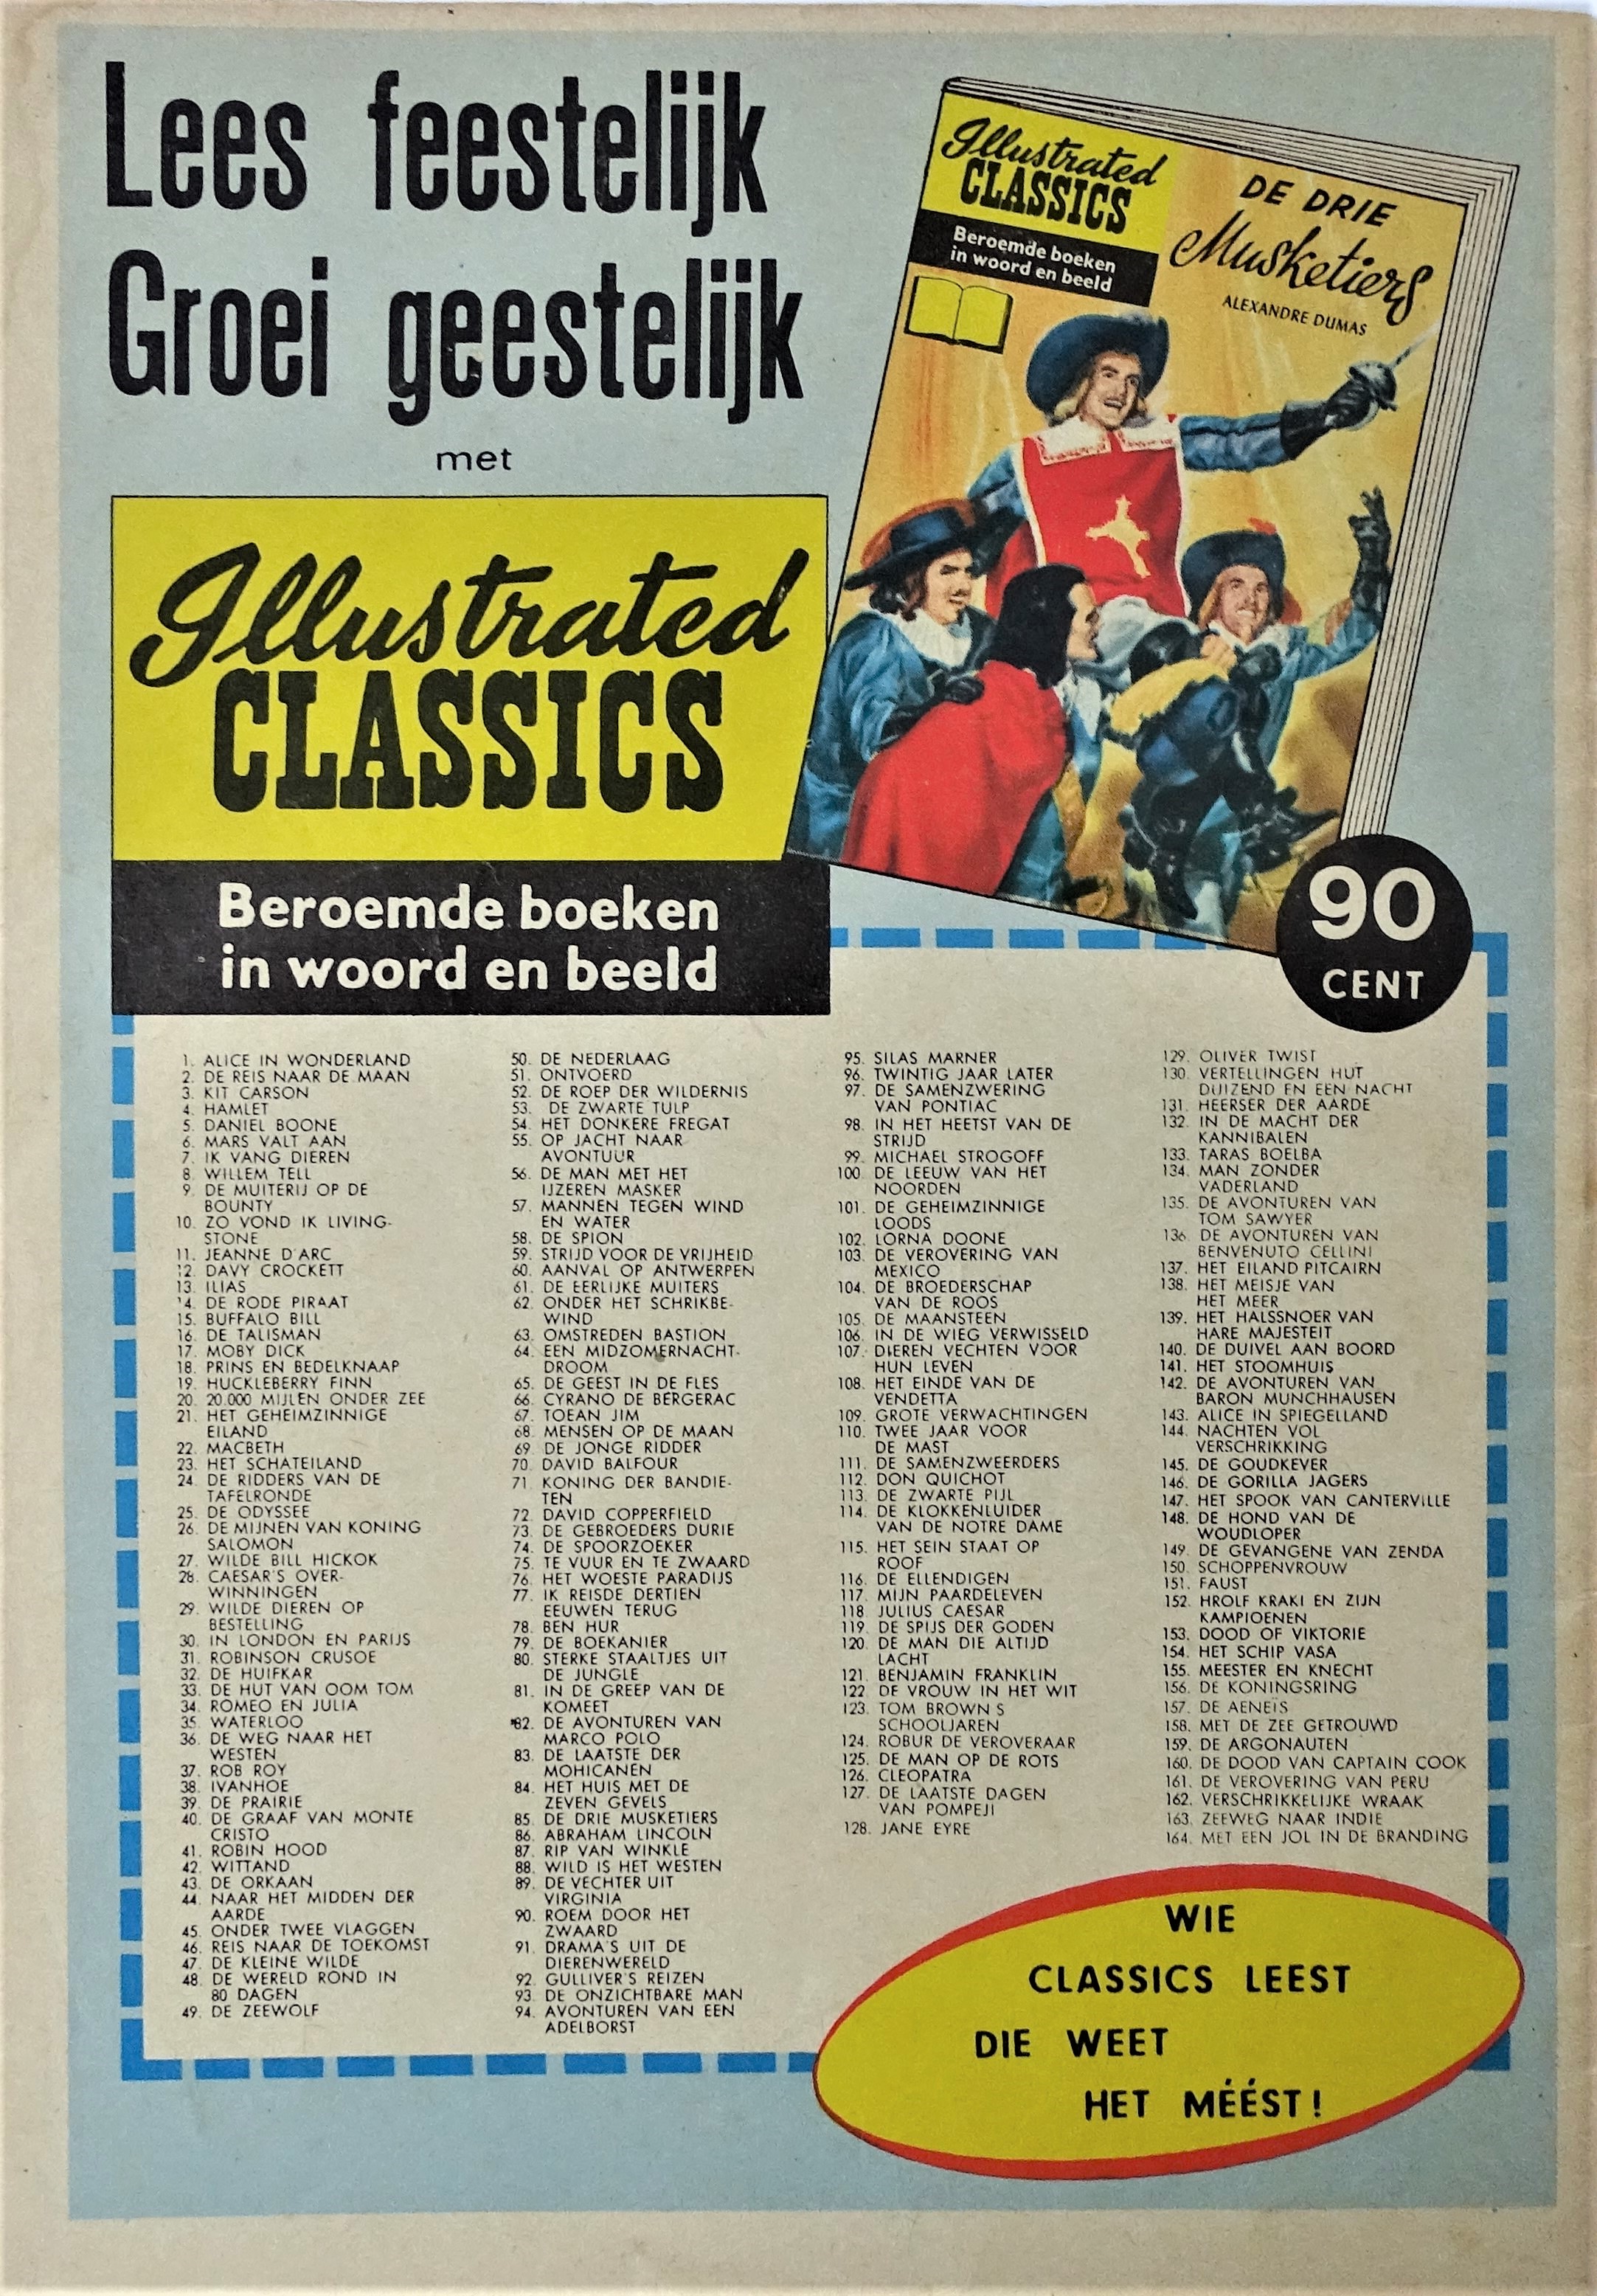 Lees feestelijk
Groei geestelijk
met
Illustrated
CLASSICS
Beroemde boeken
in woord en beeld
Illustrated
CLASSICS
Beroemde boeken
in woord en beeld
DE DRIE
Musketiers
ALEXANDRE DUMAS
90
CENT
1. ALICE IN WONDERLAND
2. DE REIS NAAR DE MAAN
3. KIT CARSON
4. HAMLET
5. DANIEL BOONE
6. MARS VALT AAN
7. IK VANG DIEREN
8. WILLEM TELL
9. DE MUITERIJ OP DE
BOUNTY
10. ZO VOND IK LIVING-
STONE
11. JEANNE D'ARC
12. DAVY CROCKETT
13. ILIAS
14. DE RODE PIRAAT
15. BUFFALO BILL
16. DE TALISMAN
17. MOBY DICK
18. PRINS EN BEDELKNAAP
19. HUCKLEBERRY FINN
20. 20.000 MIJLEN ONDER ZEE
21. HET GEHEIMZINNIGE
EILAND
22. MACBETH
23. HET SCHATEILAND
24. DE RIDDERS VAN DE
TAFELRONDE
25. DE ODYSSEE
26. DE MIJNEN VAN KONING
SALOMON
27. WILDE BILL HICKOK
28. CAESAR'S OVER-
WINNINGEN
29. WILDE DIEREN OP
BESTELLING
30. IN LONDON EN PARIJS
31. ROBINSON CRUSOE
32. DE HUIFKAR
33. DE HUT VAN OOM TOM
34. ROMEO EN JULIA
35. WATERLOO
36. DE WEG NAAR HET
WESTEN
37. ROB ROY
38. IVANHOE
39. DE PRAIRIE
40. DE GRAAF VAN MONTE
CRISTO
41. ROBIN HOOD
42. WITTAND
43. DE ORKAAN
44. NAAR HET MIDDEN DER
AARDE
45. ONDER TWEE VLAGGEN
46. REIS NAAR DE TOEKOMST
47. DE KLEINE WILDE
48. DE WERELD ROND IN
80 DAGEN
49. DE ZEEWOLF
50. DE NEDERLAAG
51. ONTVOERD
52. DE ROEP DER WILDERNIS
53. DE ZWARTE TULP
54. HET DONKERE FREGAT
55. OP JACHT NAAR
AVONTUUR
56. DE MAN MET HET
IJZEREN MASKER
57. MANNEN TEGEN WIND
EN WATER
58. DE SPION
59. STRIJD VOOR DE VRIJHEID
60. AANVAL OP ANTWERPEN
61. DE EERLIJKE MUITERS
62. ONDER HET SCHRIKBE-
WIND
63. OMSTREDEN BASTION
64. EEN MIDZOMERNACHT-
DROOM
65. DE GEEST IN DE FLES
66. CYRANO DE BERGERAC
67. TOEAN JIM
68. MENSEN OP DE MAAN
69. DE JONGE RIDDER
70. DAVID BALFOUR
71. KONING DER BANDIE-
TEN
72. DAVID COPPERFIELD
73. DE GEBROEDERS DURIE
74. DE SPOORZOEKER
75. TE VUUR EN TE ZWAARD
76. HET WOESTE PARADIJS
77. IK REISDE DERTIEN
EEUWEN TERUG
78. BEN HUR
79. DE BOEKANIER
80. STERKE STAALTJES UIT
DE JUNGLE
81. IN DE GREEP VAN DE
KOMEET
82. DE AVONTUREN VAN
MARCO POLO
83. DE LAATSTE DER
MOHICANEN
84. HET HUIS MET DE
ZEVEN GEVELS
85. DE DRIE MUSKETIERS
86. ABRAHAM LINCOLN
87. RIP VAN WINKLE
88. WILD IS HET WESTEN
89. DE VECHTER UIT
VIRGINIA
90. ROEM DOOR HET
ZWAARD
91. DRAMA'S UIT DE
DIERENWERELD
92. GULLIVER'S REIZEN
93. DE ONZICHTBARE MAN
94. AVONTUREN VAN EEN
ADELBORST
95. SILAS MARNER
96. TWINTIG JAAR LATER
97. DE SAMENZWERING
VAN PONTIAC
98. IN HET HEETST VAN DE
STRIJD
99. MICHAEL STROGOFF
100. DE LEEUW VAN HET
NOORDEN
101. DE GEHEIMZINNIGE
LOODS
102. LORNA DOONE
103. DE VEROVERING VAN
MEXICO
104. DE BROEDERSCHAP
VAN DE ROOS
105. DE MAANSTEEN
106. IN DE WIEG VERWISSELD
107. DIEREN VECHTEN VOOR
HUN LEVEN
108. HET EINDE VAN DE
VENDETTA
109. GROTE VERWACHTINGEN
110. TWEE JAAR VOOR
DE MAST
111. DE SAMENZWEERDERS
112. DON QUICHOT
113. DE ZWARTE PIJL
114. DE KLOKKENLUIDER
VAN DE NOTRE DAME
115. HET SEIN STAAT OP
ROOF
116. DE ELLENDIGEN
117. MIJN PAARDELEVEN
118. JULIUS CAESAR
119. DE SPIJS DER GODEN
120. DE MAN DIE ALTIJD
LACHT
121. BENJAMIN FRANKLIN
122. DE VROUW IN HET WIT
123. TOM BROWN'S
SCHOOLJAREN
124. ROBUR DE VEROVERAAR
125. DE MAN OP DE ROTS
126. CLEOPATRA
127. DE LAATSTE DAGEN
VAN POMPEJI
128. JANE EYRE
129. OLIVER TWIST
130. VERTELLINGEN UIT
DUIZEND EN EEN NACHT
131. HEERSER DER AARDE
132. IN DE MACHT DER
KANNIBALEN
133. TARAS BOELBA
134. MAN ZONDER
VADERLAND
135. DE AVONTUREN VAN
TOM SAWYER
136. DE AVONTUREN VAN
BENVENUTO CELLINI
137. HET EILAND PITCAIRN
138. HET MEISJE VAN
HET MEER
139. HET HALSSNOER VAN
HARE MAJESTEIT
140. DE DUIVEL AAN BOORD
141. HET STOOMHUIS
142. DE AVONTUREN VAN
BARON MUNCHHAUSEN
143. ALICE IN SPIEGELLAND
144. NACHTEN VOL
VERSCHRIKKING
145. DE GOUDKEVER
146. DE GORILLA JAGERS
147. HET SPOOK VAN CANTERVILLE
148. DE HOND VAN DE
WOUDLOPER
149. DE GEVANGENE VAN ZENDA
150. SCHOPPENVROUW
151. FAUST
152. HROLF KRAKI EN ZIJN
KAMPIOENEN
153. DOOD OF VIKTORIE
154. HET SCHIP VASA
155. MEESTER EN KNECHT
156. DE KONINGSRING
157. DE AENEÏS
158. MET DE ZEE GETROUWD
159. DE ARGONAUTEN
160. DE DOOD VAN CAPTAIN COOK
161. DE VEROVERING VAN PERU
162. VERSCHRIKKELIJKE WRAAK
163. ZEEWEG NAAR INDIE
164. MET EEN JOL IN DE BRANDING
WIE
CLASSICS LEEST
DIE WEET
HET MÉÉST!